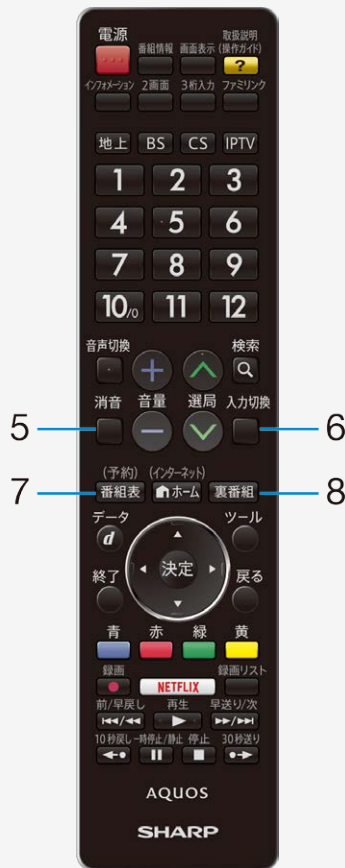 電源 番組情報 画面表示 取扱説明(操作ガイド)
?
インフォメーション 2画面 3桁入力 ファミリンク
地上 BS CS IPTV
1 2 3
4 5 6
7 8 9
10/0 11 12
音声切換 検索
消音 音量 選局 入力切換
5 6
(予約) (インターネット)
7 番組表 ホーム 裏番組 8
データ ツール
d
決定
終了 戻る
青 赤 緑 黄
録画 NETFLIX 録画リスト
前/早戻し 再生 早送り/次
10秒戻し 一時停止/静止 停止 30秒送り
AQUOS
SHARP